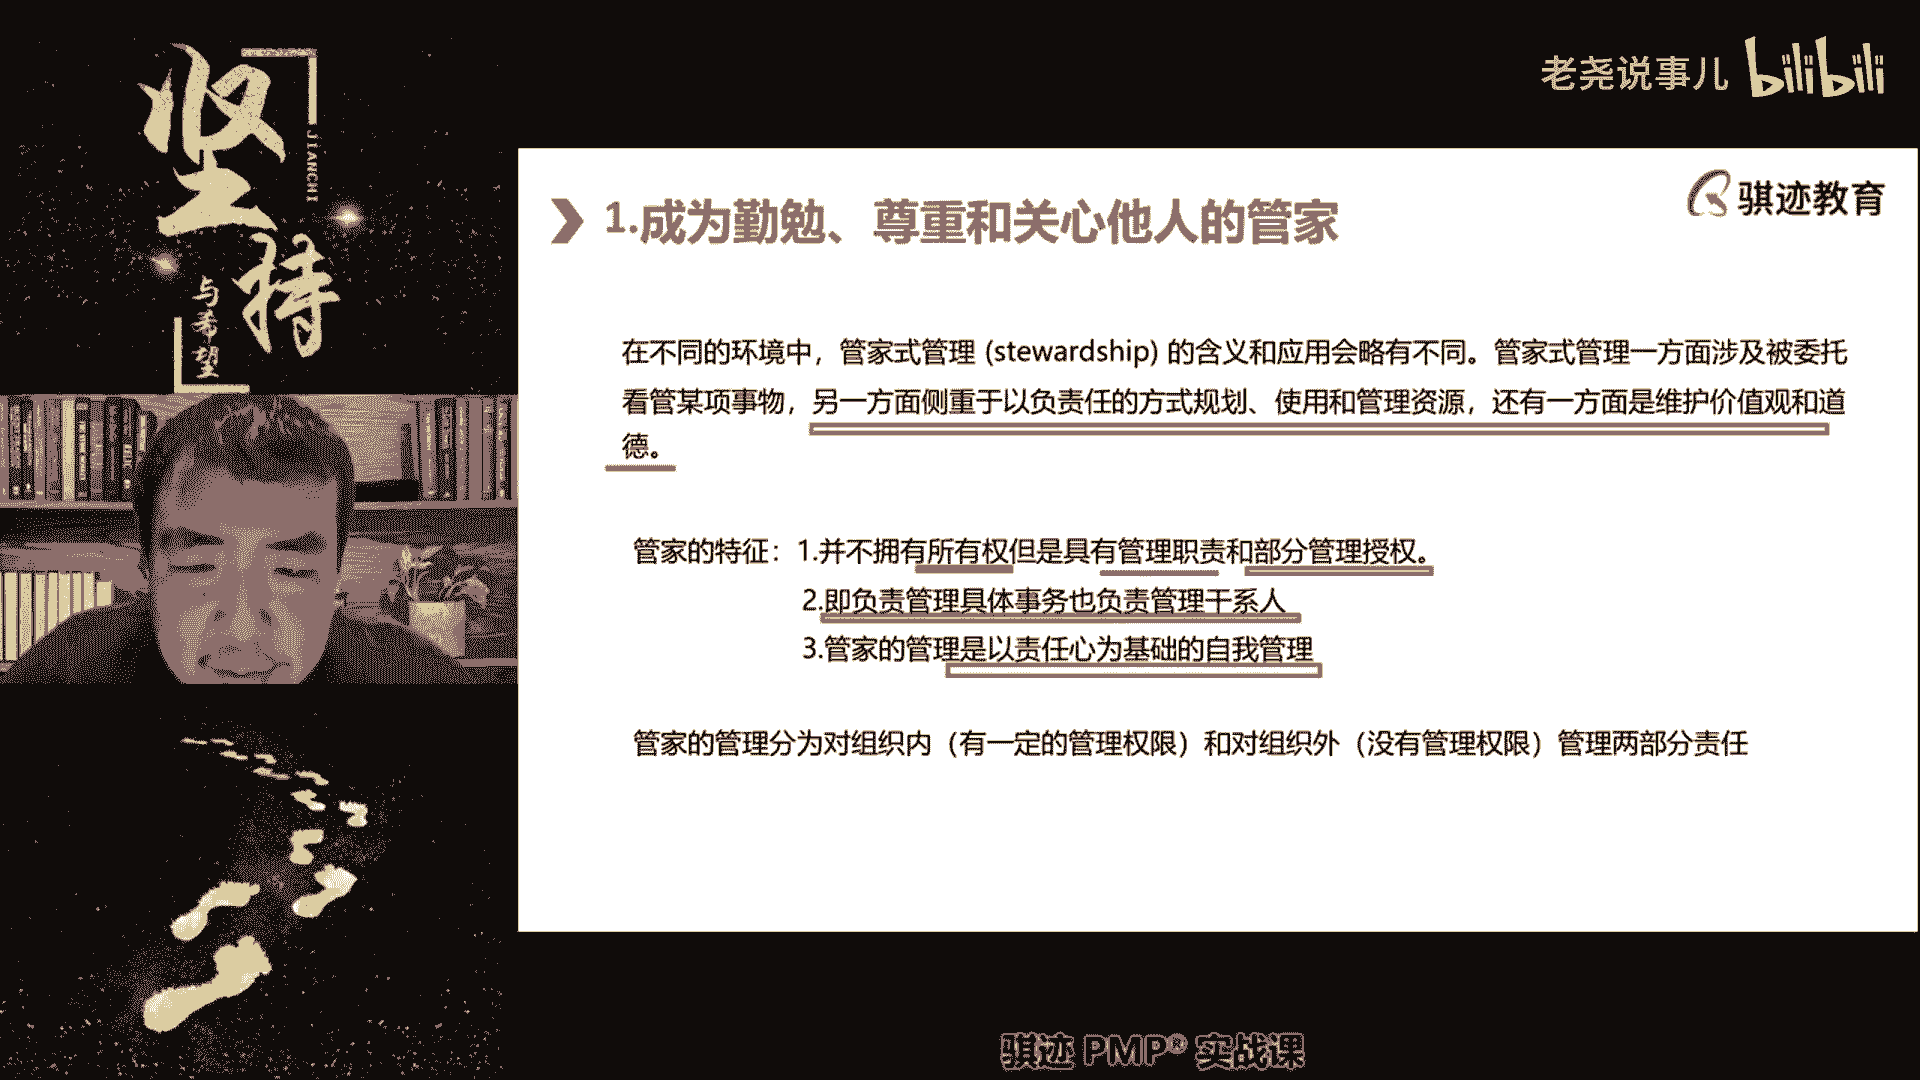 坚持
JIANCHI
与希望
老尧说事儿 bilibili
骐迹教育
1.成为勤勉、尊重和关心他人的管家
在不同的环境中，管家式管理 (stewardship) 的含义和应用会略有不同。管家式管理一方面涉及被委托
看管某项事物，另一方面侧重于以负责任的方式规划、使用和管理资源，还有一方面是维护价值观和道
德。
管家的特征：1.并不拥有所有权但是具有管理职责和部分管理授权。
2.即负责管理具体事务也负责管理干系人
3.管家的管理是以责任心为基础的自我管理
管家的管理分为对组织内（有一定的管理权限）和对组织外（没有管理权限）管理两部分责任
骐迹 PMP® 实战课